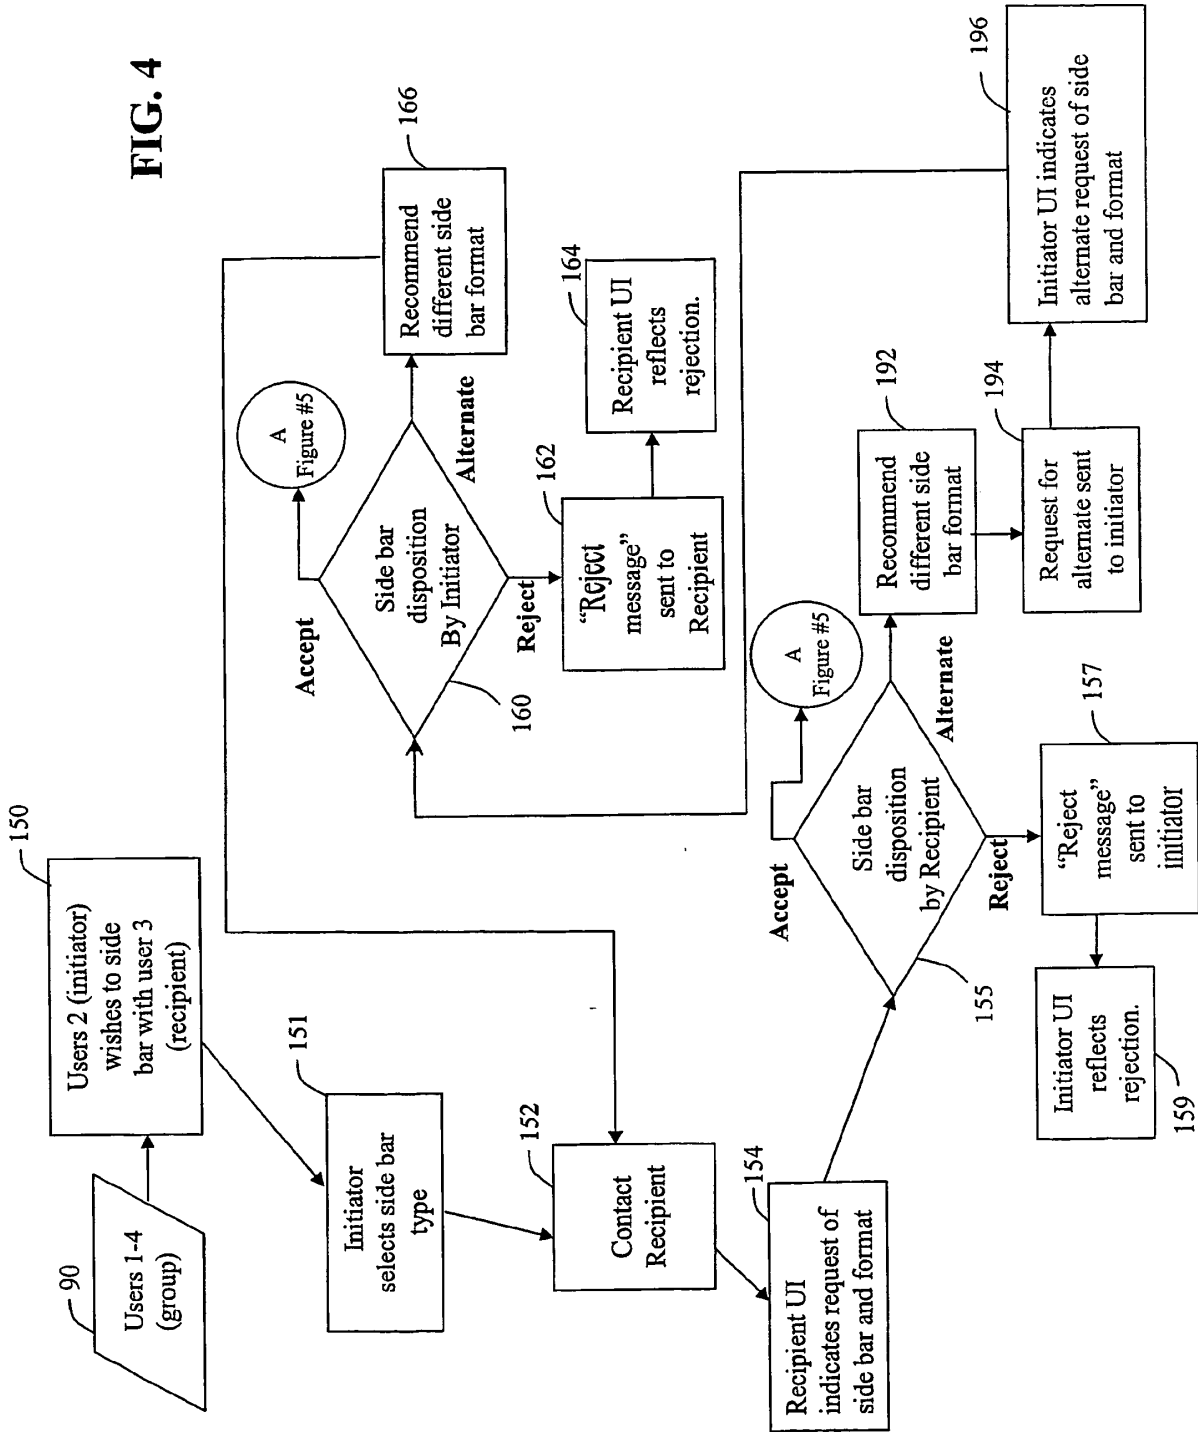 FIG. 4
90
Users 1-4
(group)
150
Users 2 (initiator)
wishes to side
bar with user 3
(recipient)
151
Initiator
selects side bar
type
152
Contact
Recipient
154
Recipient UI
indicates request of
side bar and format
155
Side bar
disposition
by Recipient
Accept
A
Figure #5
Reject
157
"Reject
message"
sent to
initiator
159
Initiator UI
reflects
rejection.
Alternate
192
Recommend
different side
bar format
194
Request for
alternate sent
to initiator
196
Initiator UI indicates
alternate request of side
bar and format
160
Side bar
disposition
By Initiator
Accept
A
Figure #5
Reject
162
"Reject
message"
sent to
Recipient
164
Recipient UI
reflects
rejection.
Alternate
166
Recommend
different side
bar format